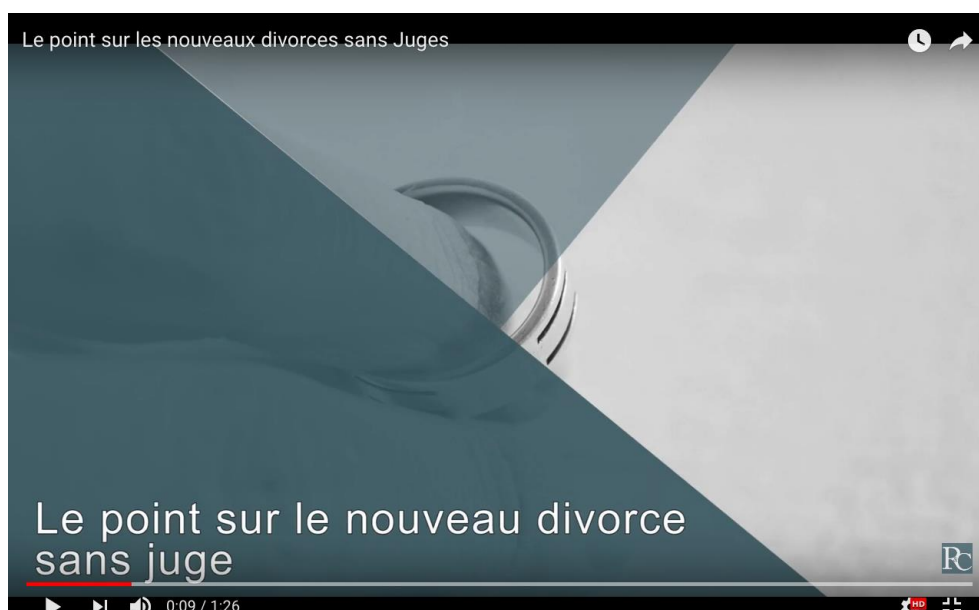 Le point sur les nouveaux divorces sans Juges
Le point sur le nouveau divorce
sans juge
RC
0:09 / 1:26
HD